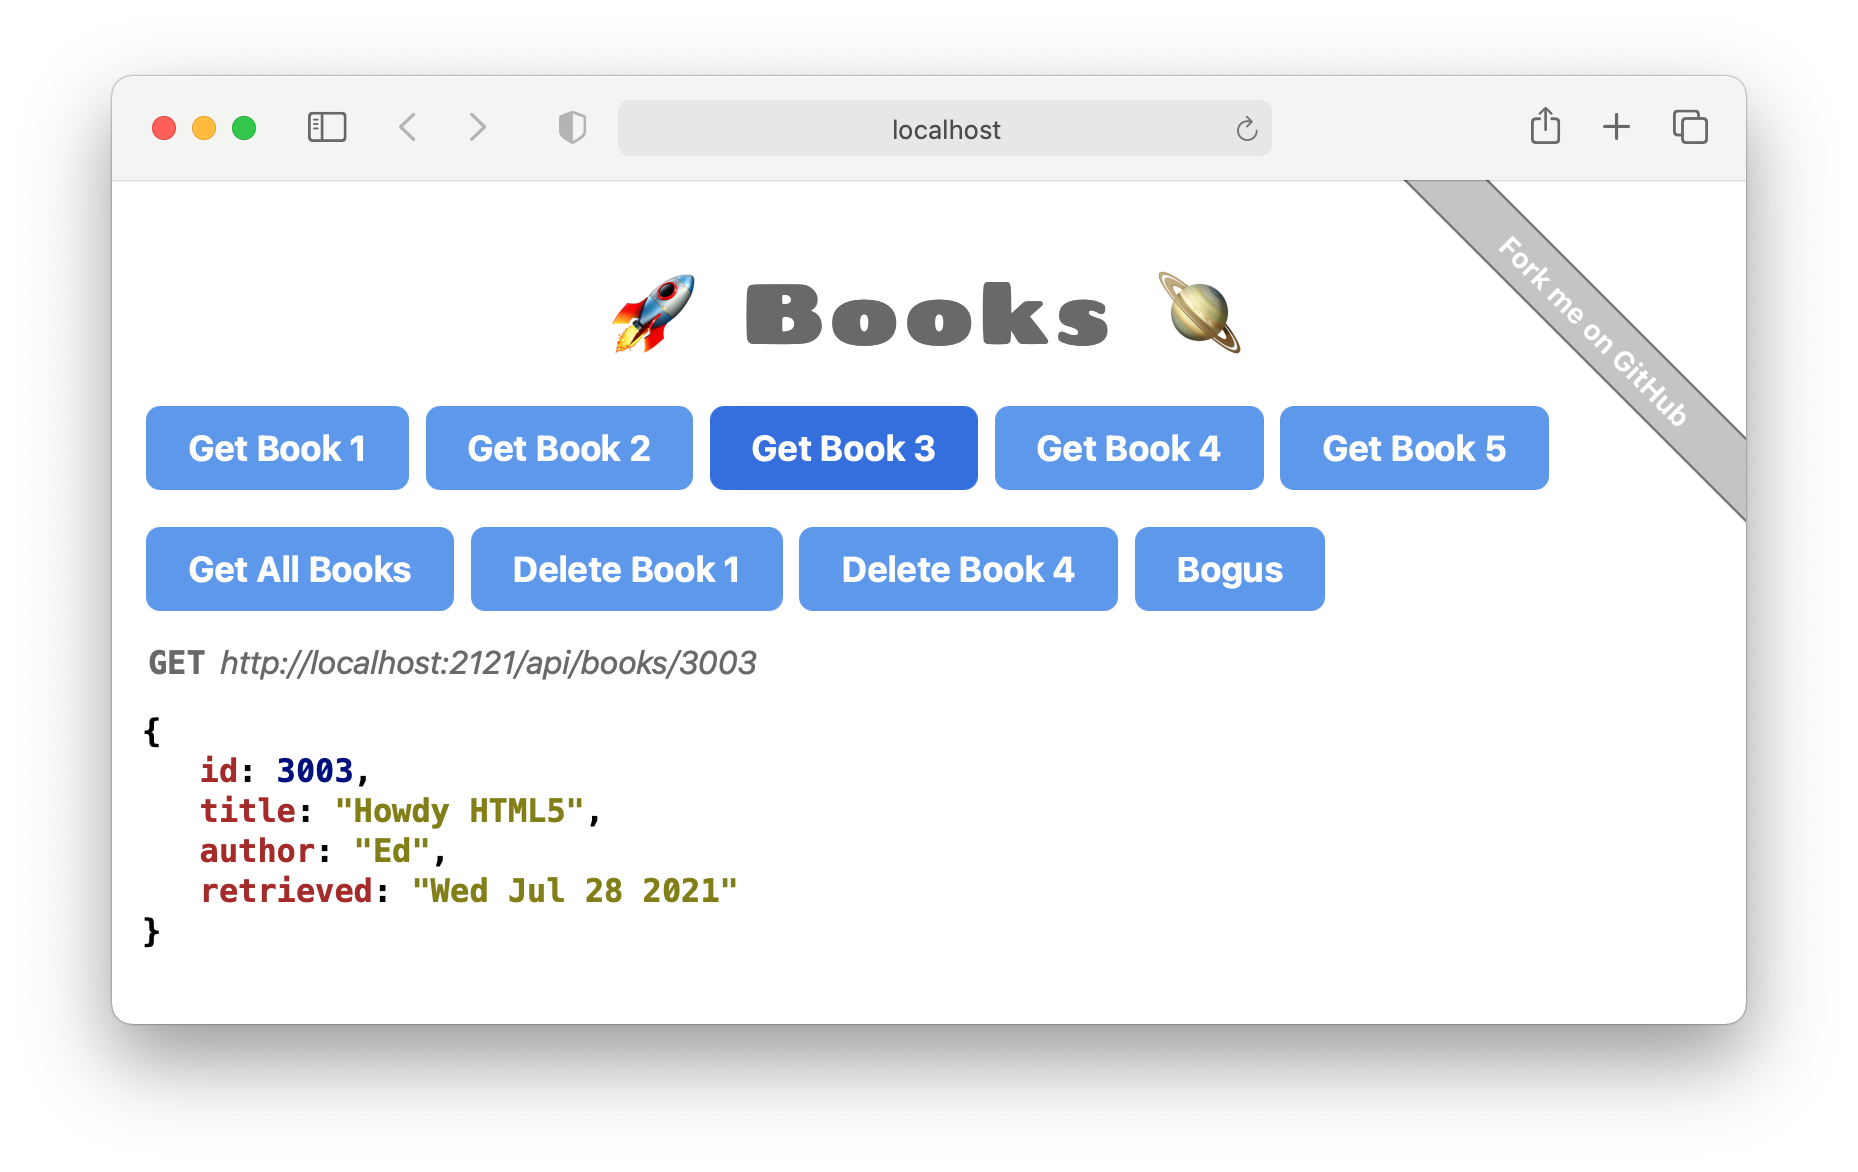 localhost
Fork me on GitHub
🚀 Books 🪐
Get Book 1 Get Book 2 Get Book 3 Get Book 4 Get Book 5
Get All Books Delete Book 1 Delete Book 4 Bogus
GET http://localhost:2121/api/books/3003
{
id: 3003,
title: "Howdy HTML5",
author: "Ed",
retrieved: "Wed Jul 28 2021"
}